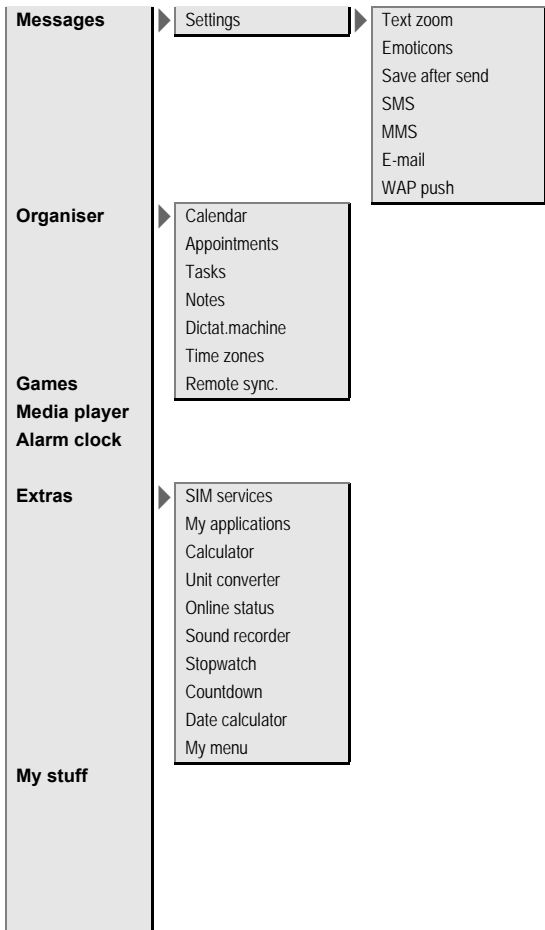 Messages
Settings
Text zoom
Emoticons
Save after send
SMS
MMS
E-mail
WAP push
Organiser
Calendar
Appointments
Tasks
Notes
Dictat.machine
Time zones
Remote sync.
Games
Media player
Alarm clock
Extras
SIM services
My applications
Calculator
Unit converter
Online status
Sound recorder
Stopwatch
Countdown
Date calculator
My menu
My stuff